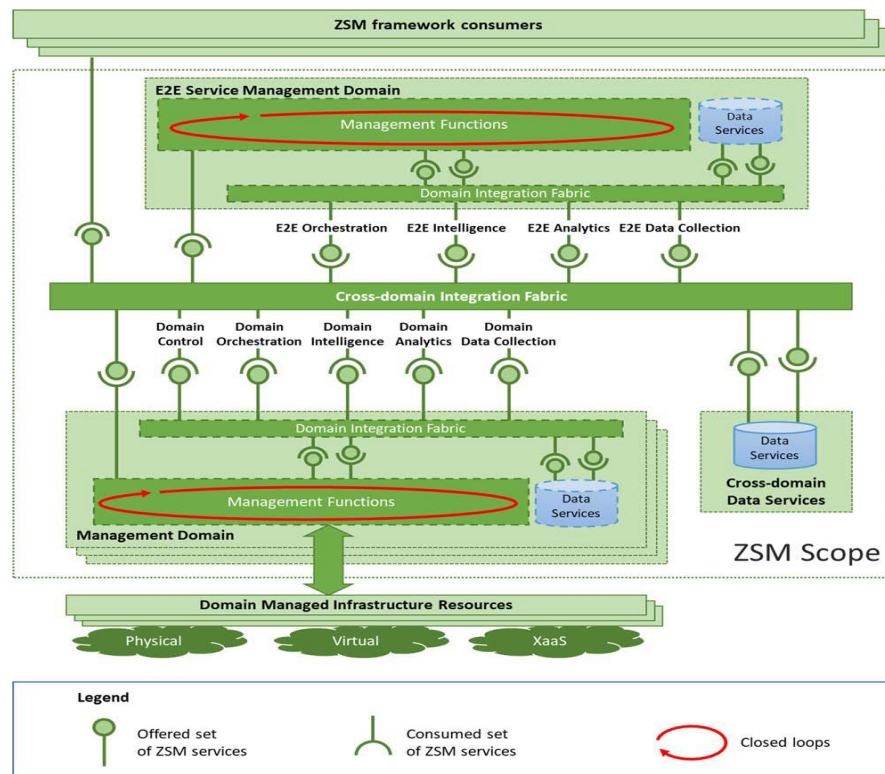 ZSM framework consumers
E2E Service Management Domain
Management Functions
Data
Services
Domain Integration Fabric
E2E Orchestration
E2E Intelligence
E2E Analytics
E2E Data Collection
Cross-domain Integration Fabric
Domain
Control
Domain
Orchestration
Domain
Intelligence
Domain
Analytics
Domain
Data Collection
Domain Integration Fabric
Management Functions
Data
Services
Management Domain
Data
Services
Cross-domain
Data Services
ZSM Scope
Domain Managed Infrastructure Resources
Physical
Virtual
XaaS
Legend
Offered set
of ZSM services
Consumed set
of ZSM services
Closed loops